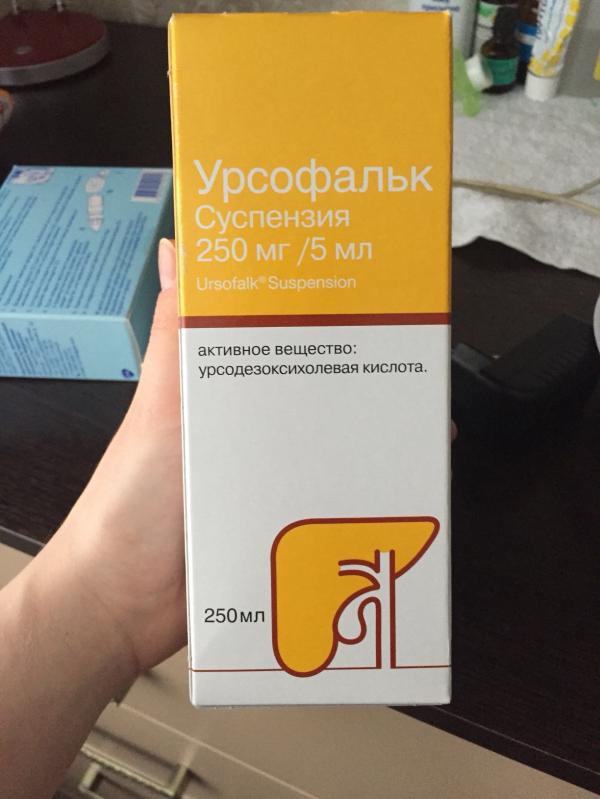 Урсофальк
Суспензия
250 мг /5 мл
Ursofalk® Suspension
активное вещество:
урсодезоксихолевая кислота.
250мл